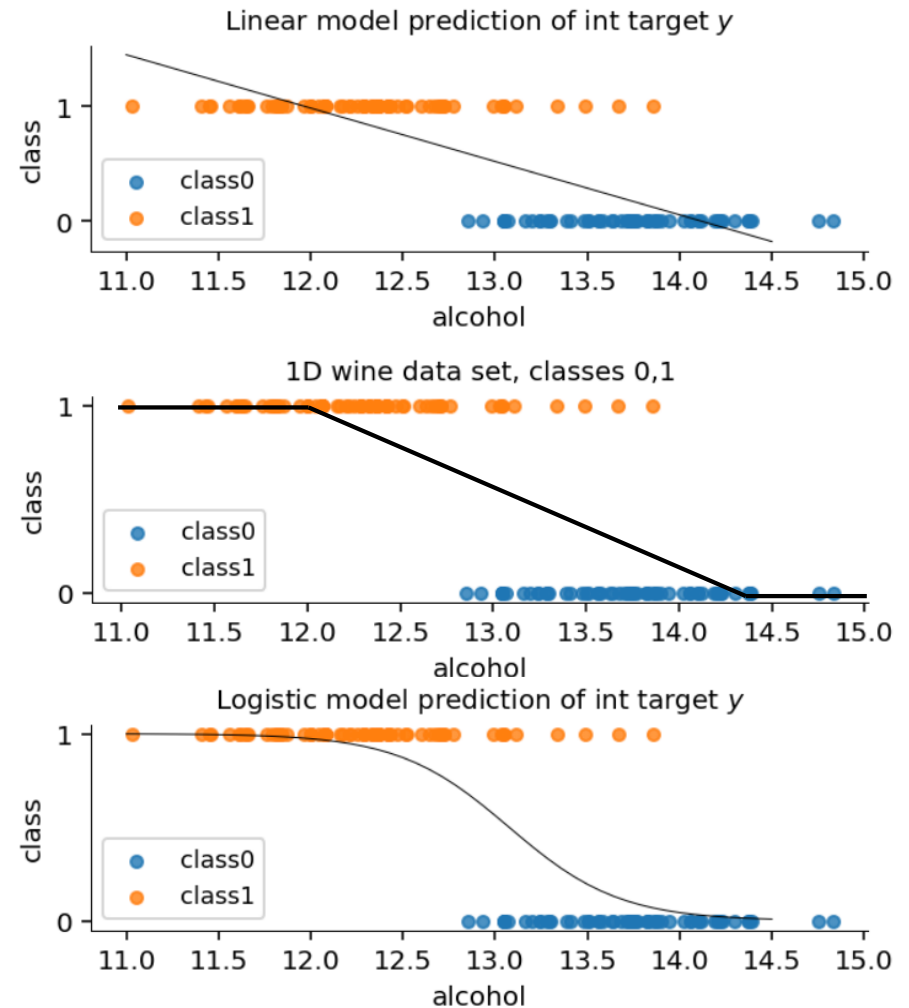 Linear model prediction of int target y
1
class
0
class0
class1
11.0 11.5 12.0 12.5 13.0 13.5 14.0 14.5 15.0
alcohol
1D wine data set, classes 0,1
1
class
0
class0
class1
11.0 11.5 12.0 12.5 13.0 13.5 14.0 14.5 15.0
alcohol
Logistic model prediction of int target y
1
class
0
class0
class1
11.0 11.5 12.0 12.5 13.0 13.5 14.0 14.5 15.0
alcohol